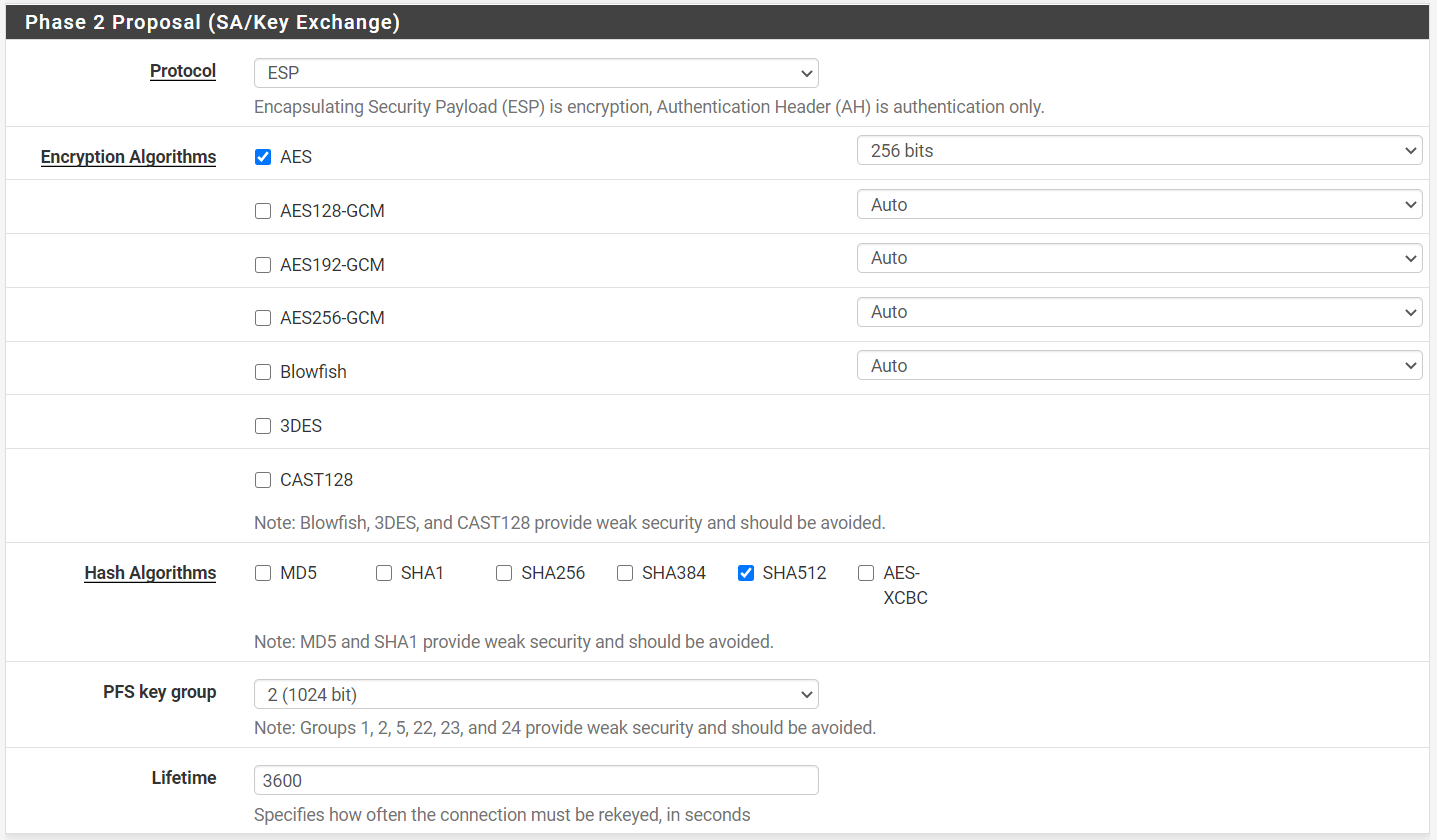 Phase 2 Proposal (SA/Key Exchange)
Protocol
ESP
Encapsulating Security Payload (ESP) is encryption, Authentication Header (AH) is authentication only.
Encryption Algorithms
AES
256 bits
AES128-GCM
Auto
AES192-GCM
Auto
AES256-GCM
Auto
Blowfish
Auto
3DES
CAST128
Note: Blowfish, 3DES, and CAST128 provide weak security and should be avoided.
Hash Algorithms
MD5
SHA1
SHA256
SHA384
SHA512
AES-
XCBC
Note: MD5 and SHA1 provide weak security and should be avoided.
PFS key group
2 (1024 bit)
Note: Groups 1, 2, 5, 22, 23, and 24 provide weak security and should be avoided.
Lifetime
3600
Specifies how often the connection must be rekeyed, in seconds